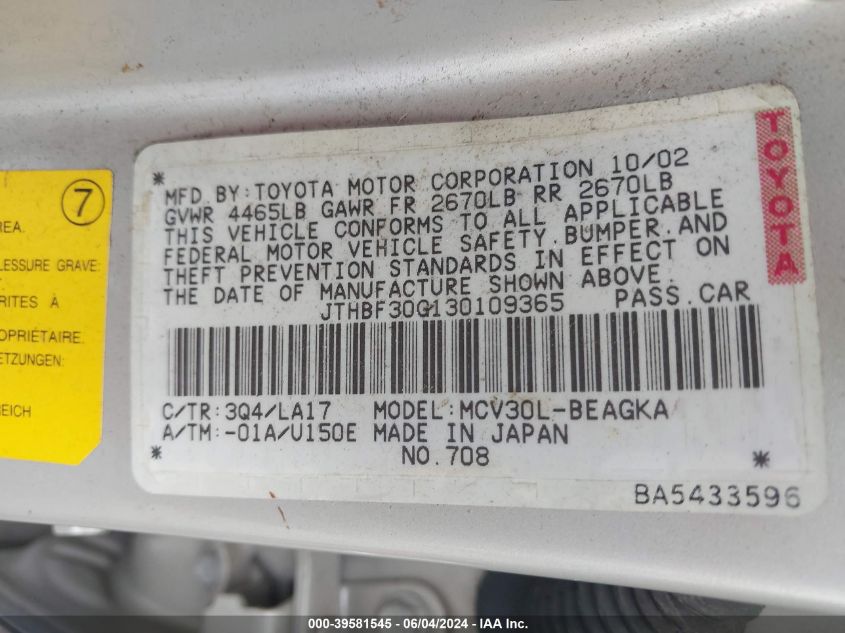 7
REA.
LESSURE GRAVE:
RITES À
PROPRIÉTAIRE.
ETZUNGEN:
REICH
* MFD.BY:TOYOTA MOTOR CORPORATION 10/02
GVWR 4465LB GAWR FR 2670LB RR 2670LB
THIS VEHICLE CONFORMS TO ALL APPLICABLE
FEDERAL MOTOR VEHICLE SAFETY,BUMPER,AND
THEFT PREVENTION STANDARDS IN EFFECT ON
THE DATE OF MANUFACTURE SHOWN ABOVE.
JTHBF30G130109365 PASS.CAR
C/TR:3Q4/LA17 MODEL:MCV30L-BEAGKA
A/TM:-01A/U150E MADE IN JAPAN
* NO.708 *
BA5433596
TOYOTA
000-39581545 - 06/04/2024 - IAA Inc.